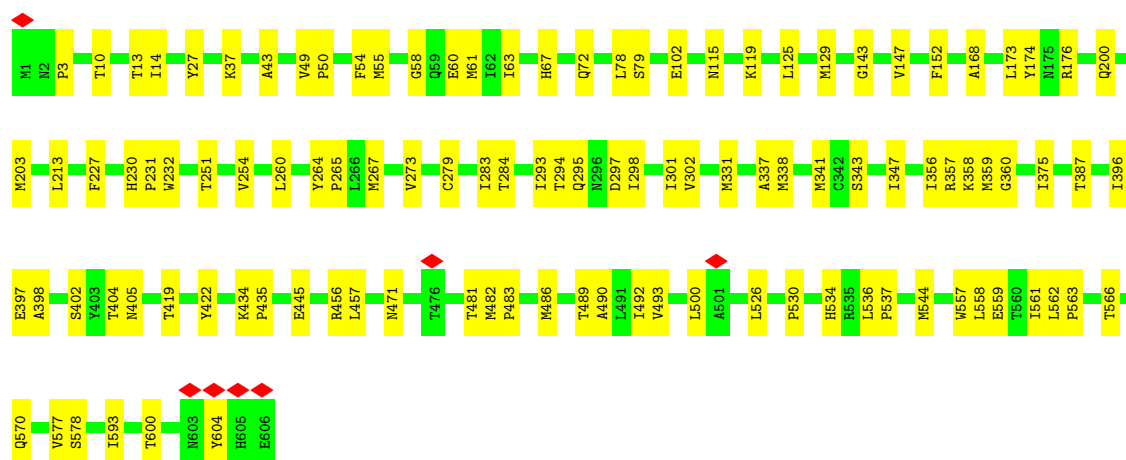 M1 N2 P3 T10 T13 I14 Y27 K37 A43 V49 P50 F54 M55 G58 Q59 E60 M61 I62 I63 H67 Q72 L78 S79 E102 N115 K119 L125 M129 G143 V147 F152 A168 L173 Y174 N175 R176 Q200
M203 L213 F227 H230 P231 W232 T251 V254 L260 Y264 P265 L266 M267 V273 C279 I283 T284 I293 T294 Q295 N296 D297 I298 I301 V302 M331 A337 M338 M341 C342 S343 I347 I356 R357 K358 M359 G360 I375 T387 I396
E397 A398 S402 Y403 T404 N405 T419 Y422 K434 P435 E445 R456 L457 N471 T476 T481 M482 P483 M486 T489 A490 L491 I492 V493 L500 A501 L526 P530 H534 R535 L536 P537 M544 W557 L558 E559 T560 I561 L562 P563 T566
Q570 V577 S578 I593 T600 N603 Y604 H605 E606